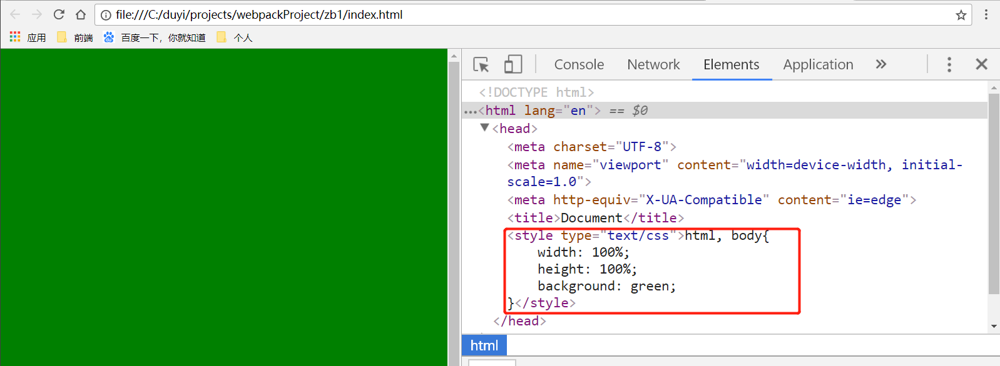 file:///C:/duyi/projects/webpackProject/zb1/index.html
应用 前端 百度一下，你就知道 个人
Console Network Elements Application »
<!DOCTYPE html>
...<html lang="en"> == $0
▼<head>
<meta charset="UTF-8">
<meta name="viewport" content="width=device-width, initial-
scale=1.0">
<meta http-equiv="X-UA-Compatible" content="ie=edge">
<title>Document</title>
<style type="text/css">html, body{
width: 100%;
height: 100%;
background: green;
}</style>
</head>
html